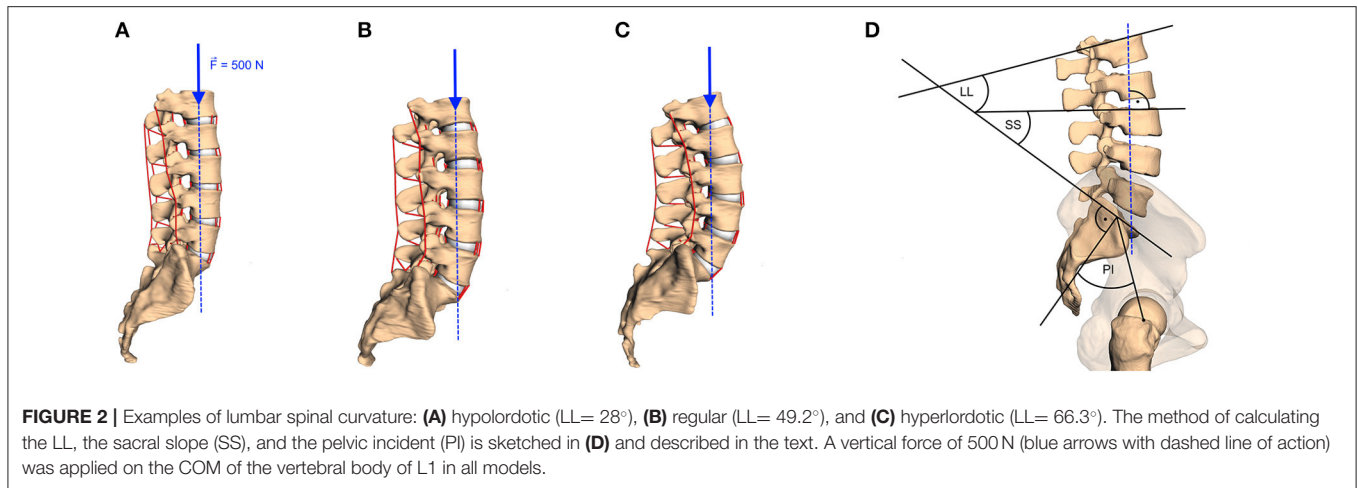 A
B
C
D
F⃗ = 500 N
LL
SS
PI
FIGURE 2 | Examples of lumbar spinal curvature: (A) hypolordotic (LL= 28°), (B) regular (LL= 49.2°), and (C) hyperlordotic (LL= 66.3°). The method of calculating
the LL, the sacral slope (SS), and the pelvic incident (PI) is sketched in (D) and described in the text. A vertical force of 500 N (blue arrows with dashed line of action)
was applied on the COM of the vertebral body of L1 in all models.